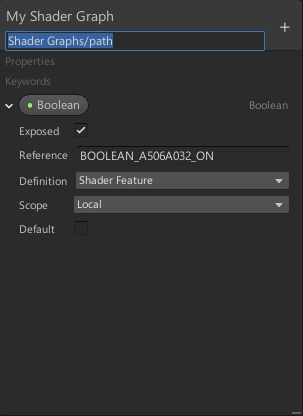 My Shader Graph
Shader Graphs/path
Properties
Keywords
Boolean Boolean
Exposed
Reference BOOLEAN_A506A032_ON
Definition Shader Feature
Scope Local
Default